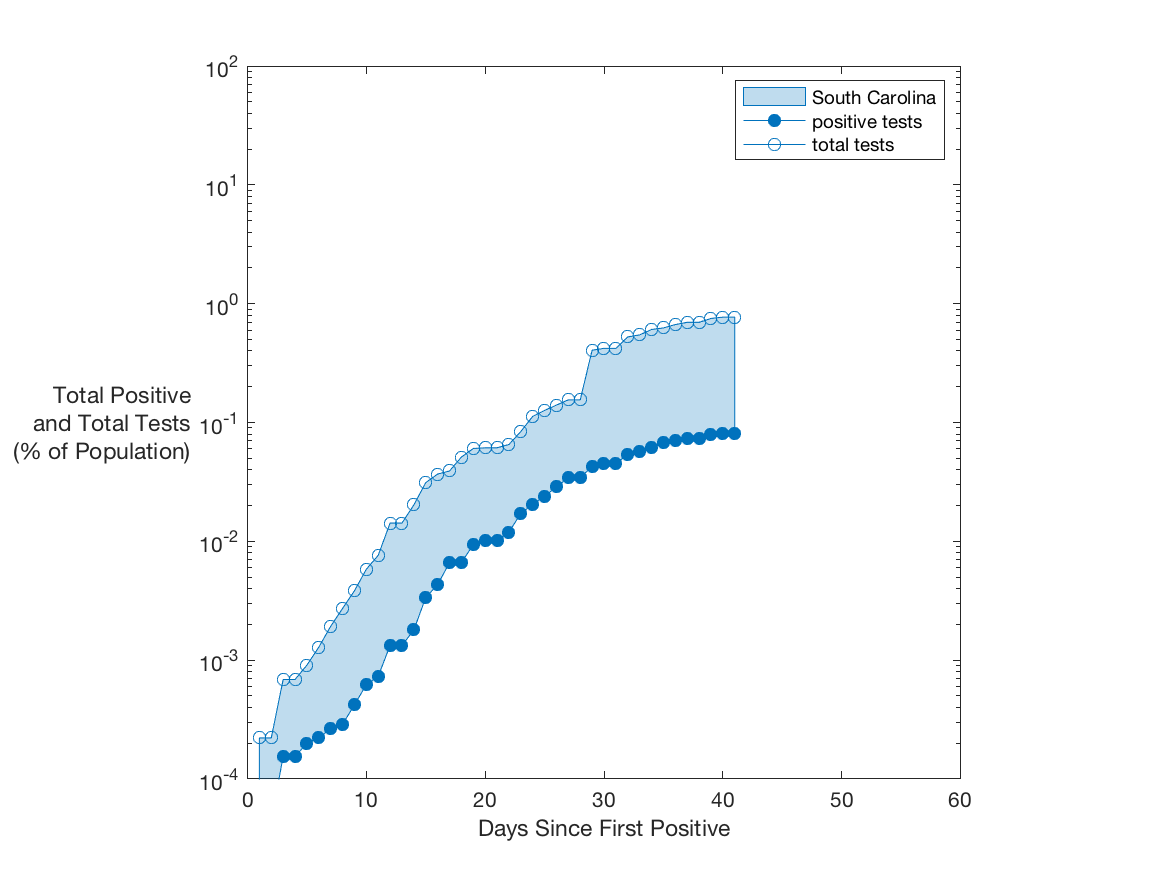 10^2
10^1
10^0
10^-1
10^-2
10^-3
10^-4
Total Positive
and Total Tests
(% of Population)
South Carolina
positive tests
total tests
0 10 20 30 40 50 60
Days Since First Positive